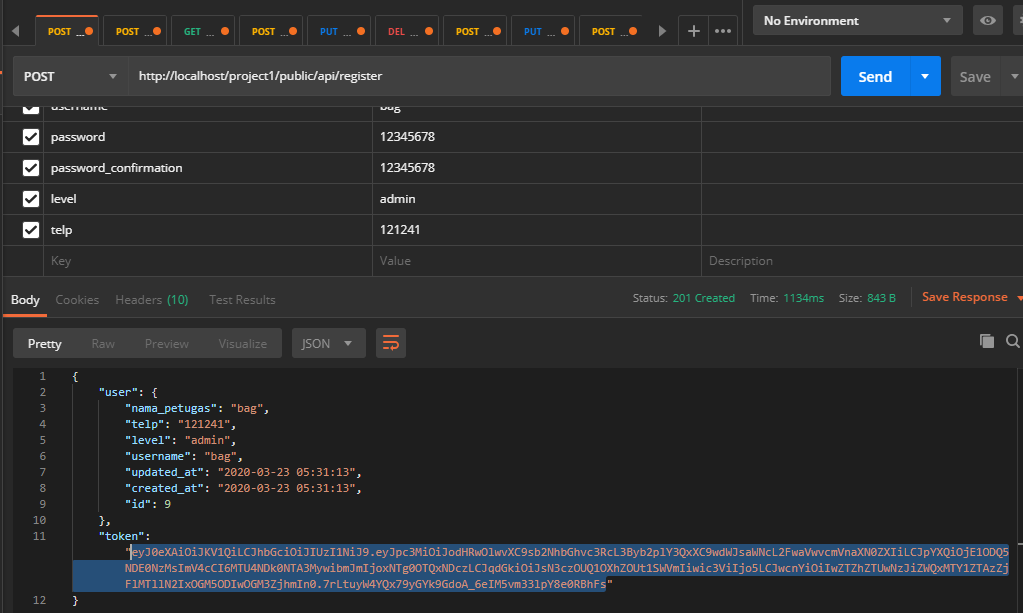 POST ... POST ... GET ... POST ... PUT ... DEL ... POST ... PUT ... POST ... + ••• No Environment
POST http://localhost/project1/public/api/register Send Save
username bag
password 12345678
password_confirmation 12345678
level admin
telp 121241
Key Value Description
Body Cookies Headers (10) Test Results Status: 201 Created Time: 1134ms Size: 843 B Save Response
Pretty Raw Preview Visualize JSON
1 {
2 "user": {
3 "nama_petugas": "bag",
4 "telp": "121241",
5 "level": "admin",
6 "username": "bag",
7 "updated_at": "2020-03-23 05:31:13",
8 "created_at": "2020-03-23 05:31:13",
9 "id": 9
10 },
11 "token":
"eyJ0eXAiOiJKV1QiLCJhbGciOiJIUzI1NiJ9.eyJpc3MiOiJodHRwOlwvXC9sb2NhbGhvc3RcL3Byb2plY3QxXC9wdWJsaWNcL2FwaVwvcmVnaXN0ZXIiLCJpYXQiOjE1ODQ5
NDE0NzMsImV4cCI6MTU4NDk0NTA3MywibmJmIjoxNTg0OTQxNDczLCJqdGkiOiJsN3czOUQ1OXhZOUt1SWVmIiwic3ViIjo5LCJwcnYiOiIwZTZhZTUwNzJiZWQxMTY1ZTAzZj
FlMTllN2IxOGM5ODIwOGM3ZjhmIn0.7rLtuyW4YQx79yGYk9GdoA_6eIM5vm331pY8e0RBhFs"
12 }